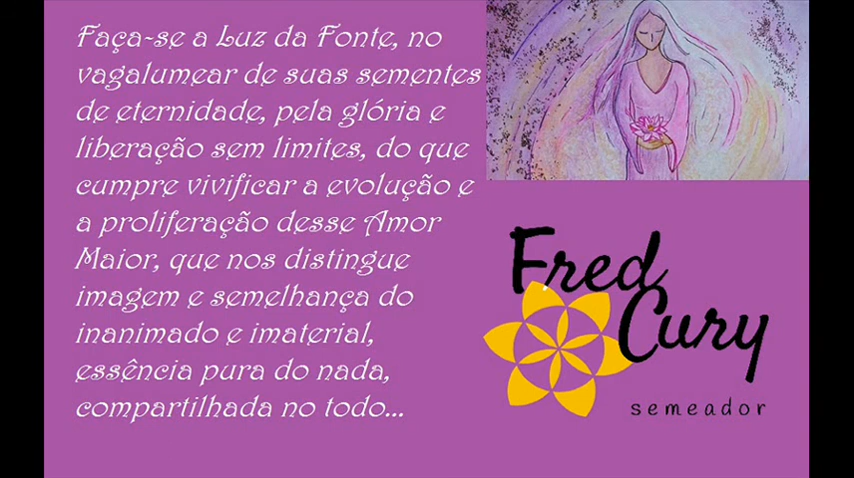 Faça-se a Luz da Fonte, no
vagalumear de suas sementes
de eternidade, pela glória e
liberação sem limites, do que
cumpre vivificar a evolução e
a proliferação desse Amor
Maior, que nos distingue
imagem e semelhança do
inanimado e imaterial,
essência pura do nada,
compartilhada no todo...
Fred
Cury
semeador